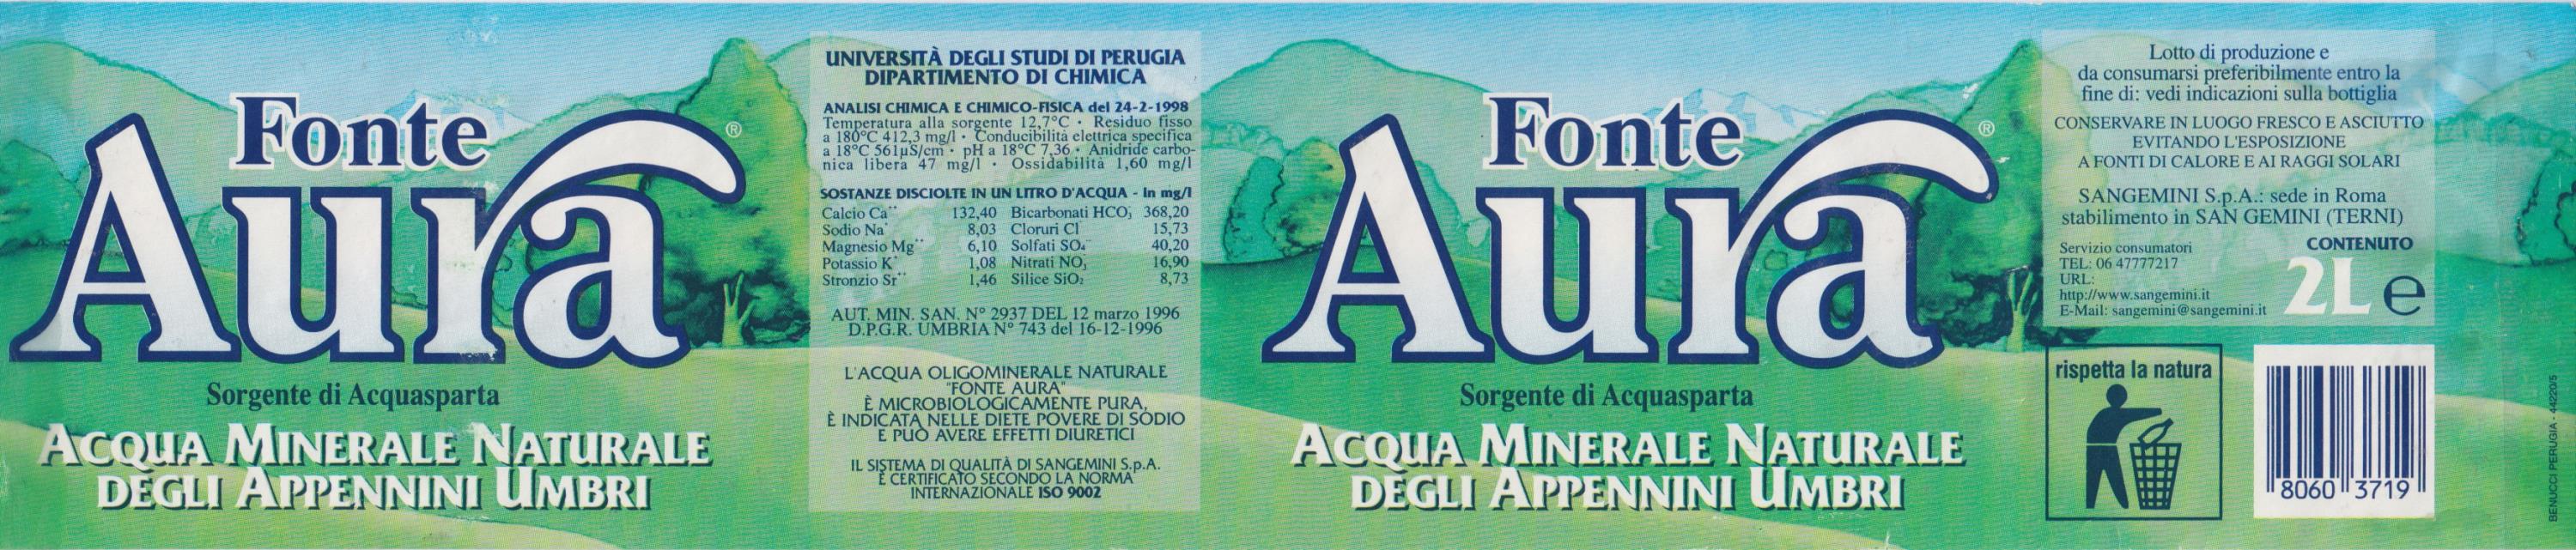 Fonte
Aura®
Sorgente di Acquasparta
ACQUA MINERALE NATURALE
DEGLI APPENNINI UMBRI
UNIVERSITÀ DEGLI STUDI DI PERUGIA
DIPARTIMENTO DI CHIMICA
ANALISI CHIMICA E CHIMICO-FISICA del 24-2-1998
Temperatura alla sorgente 12,7°C • Residuo fisso
a 180°C 412,3 mg/l • Conducibilità elettrica specifica
a 18°C 561µS/cm • pH a 18°C 7,36 • Anidride carbo-
nica libera 47 mg/l • Ossidabilità 1,60 mg/l
SOSTANZE DISCIOLTE IN UN LITRO D'ACQUA - In mg/l
Calcio Ca⁺⁺ 132,40 Bicarbonati HCO₃⁻ 368,20
Sodio Na⁺ 8,03 Cloruri Cl⁻ 15,73
Magnesio Mg⁺⁺ 6,10 Solfati SO₄⁻⁻ 40,20
Potassio K⁺ 1,08 Nitrati NO₃⁻ 16,90
Stronzio Sr⁺⁺ 1,46 Silice SiO₂ 8,73
AUT. MIN. SAN. N° 2937 DEL 12 marzo 1996
D.P.G.R. UMBRIA N° 743 del 16-12-1996
L'ACQUA OLIGOMINERALE NATURALE
"FONTE AURA"
È MICROBIOLOGICAMENTE PURA,
È INDICATA NELLE DIETE POVERE DI SODIO
E PUÒ AVERE EFFETTI DIURETICI
IL SISTEMA DI QUALITÀ DI SANGEMINI S.p.A.
È CERTIFICATO SECONDO LA NORMA
INTERNAZIONALE ISO 9002
Fonte
Aura®
Sorgente di Acquasparta
ACQUA MINERALE NATURALE
DEGLI APPENNINI UMBRI
Lotto di produzione e
da consumarsi preferibilmente entro la
fine di: vedi indicazioni sulla bottiglia
CONSERVARE IN LUOGO FRESCO E ASCIUTTO
EVITANDO L'ESPOSIZIONE
A FONTI DI CALORE E AI RAGGI SOLARI
SANGEMINI S.p.A.: sede in Roma
stabilimento in SAN GEMINI (TERNI)
Servizio consumatori
TEL: 06 47777217
URL:
http://www.sangemini.it
E-Mail: sangemini@sangemini.it
CONTENUTO
2L e
rispetta la natura
8060 3719
BENUCCI PERUGIA - 44220/5